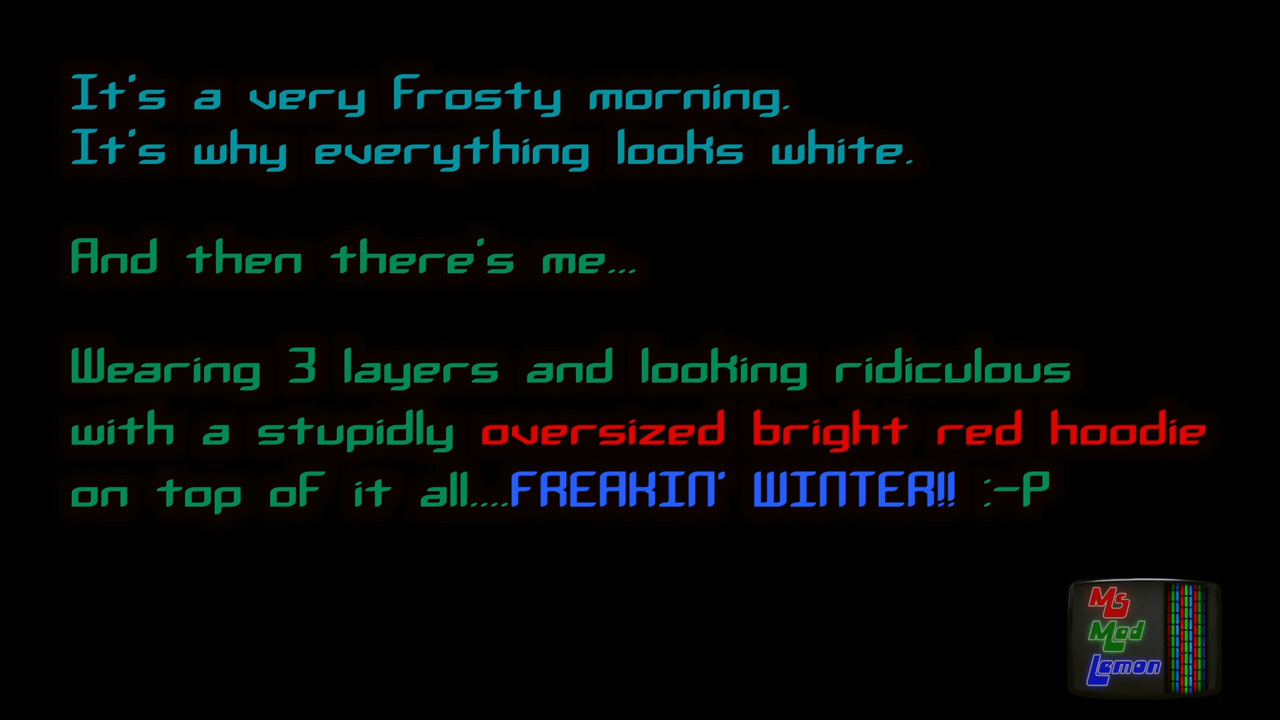 It's a very frosty morning.
It's why everything looks white.
And then there's me...
Wearing 3 layers and looking ridiculous
with a stupidly oversized bright red hoodie
on top of it all....FREAKIN' WINTER!! :-P
Ms
Mad
Lemon